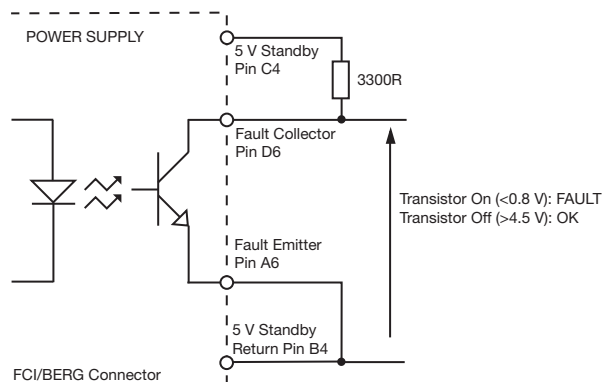 POWER SUPPLY
5 V Standby
Pin C4
3300R
Fault Collector
Pin D6
Transistor On (<0.8 V): FAULT
Transistor Off (>4.5 V): OK
Fault Emitter
Pin A6
5 V Standby
Return Pin B4
FCI/BERG Connector